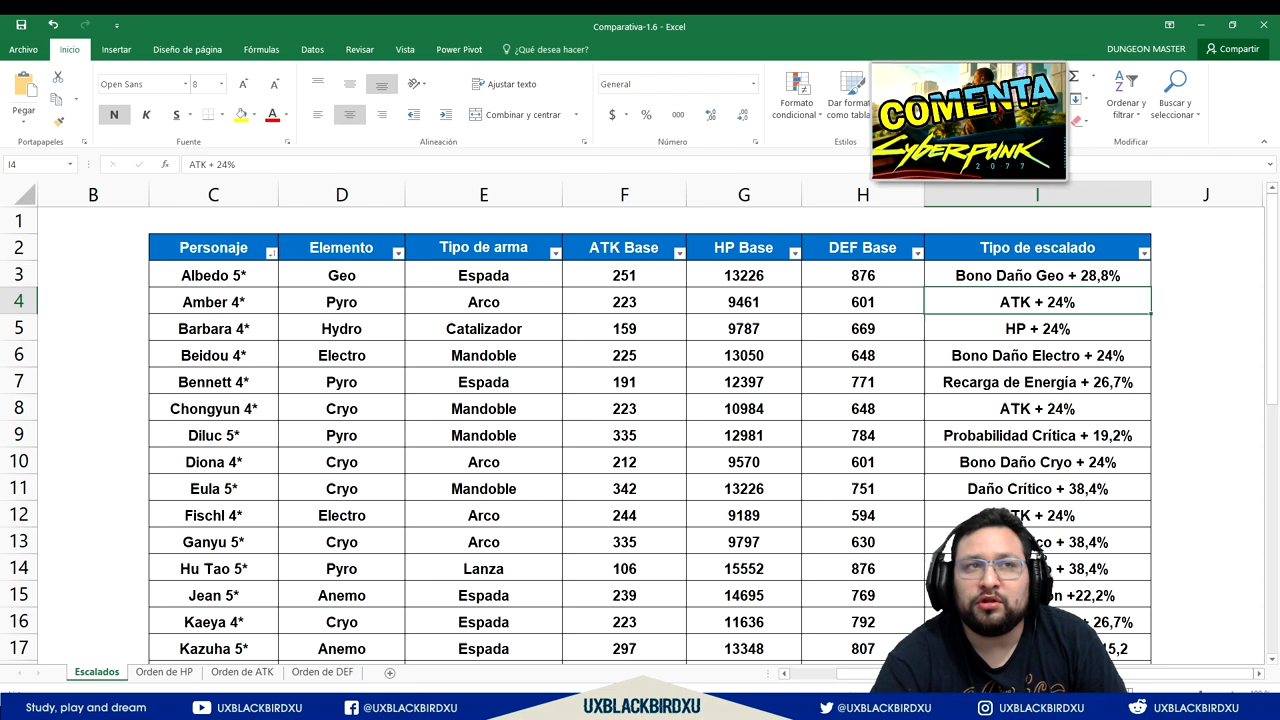 Comparativa-1.6 - Excel
Archivo Inicio Insertar Diseño de página Fórmulas Datos Revisar Vista Power Pivot ¿Qué desea hacer? DUNGEON MASTER Compartir
Open Sans 8 Ajustar texto General
Pegar N K S Combinar y centrar $ % 000 Formato condicional Dar formato como tabla Ordenar y filtrar Buscar y seleccionar
Portapapeles Fuente Alineación Número Estilos Modificar
COMENTA
Cyberpunk
2077
I4 fx ATK + 24%
B C D E F G H I J
1
2 Personaje Elemento Tipo de arma ATK Base HP Base DEF Base Tipo de escalado
3 Albedo 5* Geo Espada 251 13226 876 Bono Daño Geo + 28,8%
4 Amber 4* Pyro Arco 223 9461 601 ATK + 24%
5 Barbara 4* Hydro Catalizador 159 9787 669 HP + 24%
6 Beidou 4* Electro Mandoble 225 13050 648 Bono Daño Electro + 24%
7 Bennett 4* Pyro Espada 191 12397 771 Recarga de Energía + 26,7%
8 Chongyun 4* Cryo Mandoble 223 10984 648 ATK + 24%
9 Diluc 5* Pyro Mandoble 335 12981 784 Probabilidad Crítica + 19,2%
10 Diona 4* Cryo Arco 212 9570 601 Bono Daño Cryo + 24%
11 Eula 5* Cryo Mandoble 342 13226 751 Daño Crítico + 38,4%
12 Fischl 4* Electro Arco 244 9189 594 ATK + 24%
13 Ganyu 5* Cryo Arco 335 9797 630 + 38,4%
14 Hu Tao 5* Pyro Lanza 106 15552 876 + 38,4%
15 Jean 5* Anemo Espada 239 14695 769 +22,2%
16 Kaeya 4* Cryo Espada 223 11636 792 + 26,7%
17 Kazuha 5* Anemo Espada 297 13348 807
Escalados Orden de HP Orden de ATK Orden de DEF
Study, play and dream UXBLACKBIRDXU @UXBLACKBIRDXU UXBLACKBIRDXU @UXBLACKBIRDXU UXBLACKBIRDXU UXBLACKBIRDXU